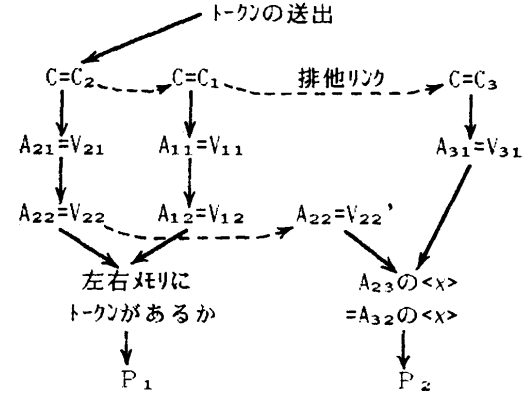 トークンの送出
C=C₂
C=C₁
排他リンク
C=C₃
A₂₁=V₂₁
A₁₁=V₁₁
A₃₁=V₃₁
A₂₂=V₂₂
A₁₂=V₁₂
A₂₂=V₂₂'
左右メモリに
トークンがあるか
A₂₃の<x>
=A₃₂の<x>
P₁
P₂